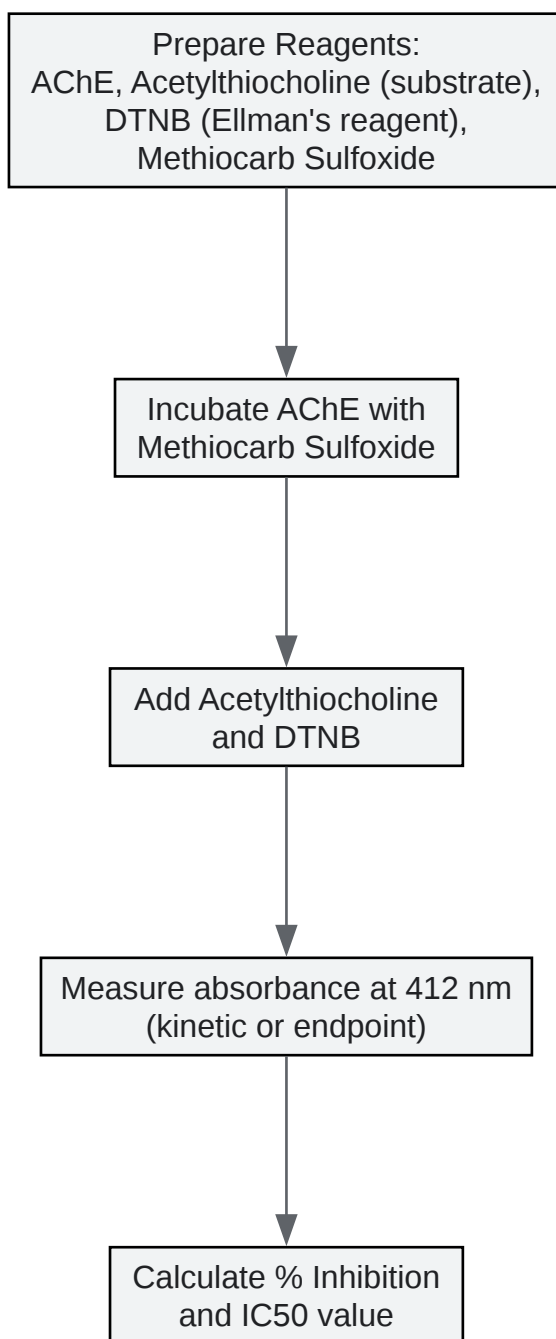 Prepare Reagents:
AChE, Acetylthiocholine (substrate),
DTNB (Ellman's reagent),
Methiocarb Sulfoxide
Incubate AChE with
Methiocarb Sulfoxide
Add Acetylthiocholine
and DTNB
Measure absorbance at 412 nm
(kinetic or endpoint)
Calculate % Inhibition
and IC50 value